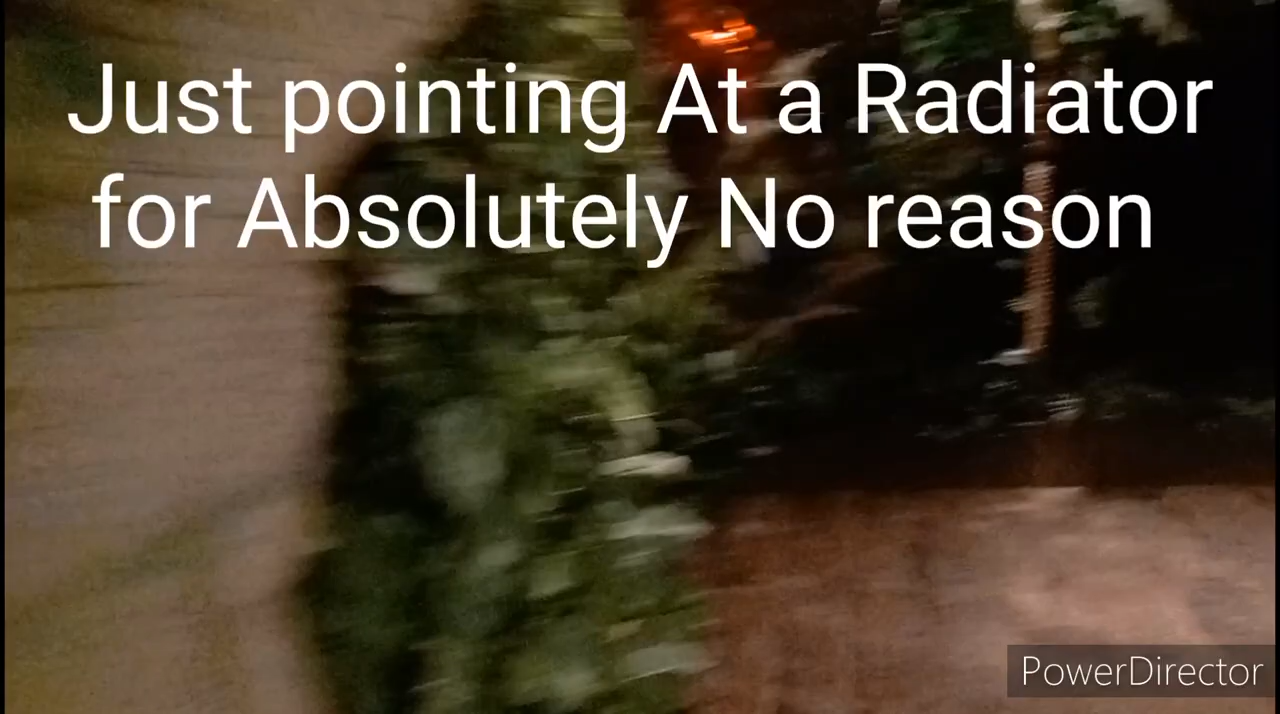 Just pointing At a Radiator
for Absolutely No reason
PowerDirector